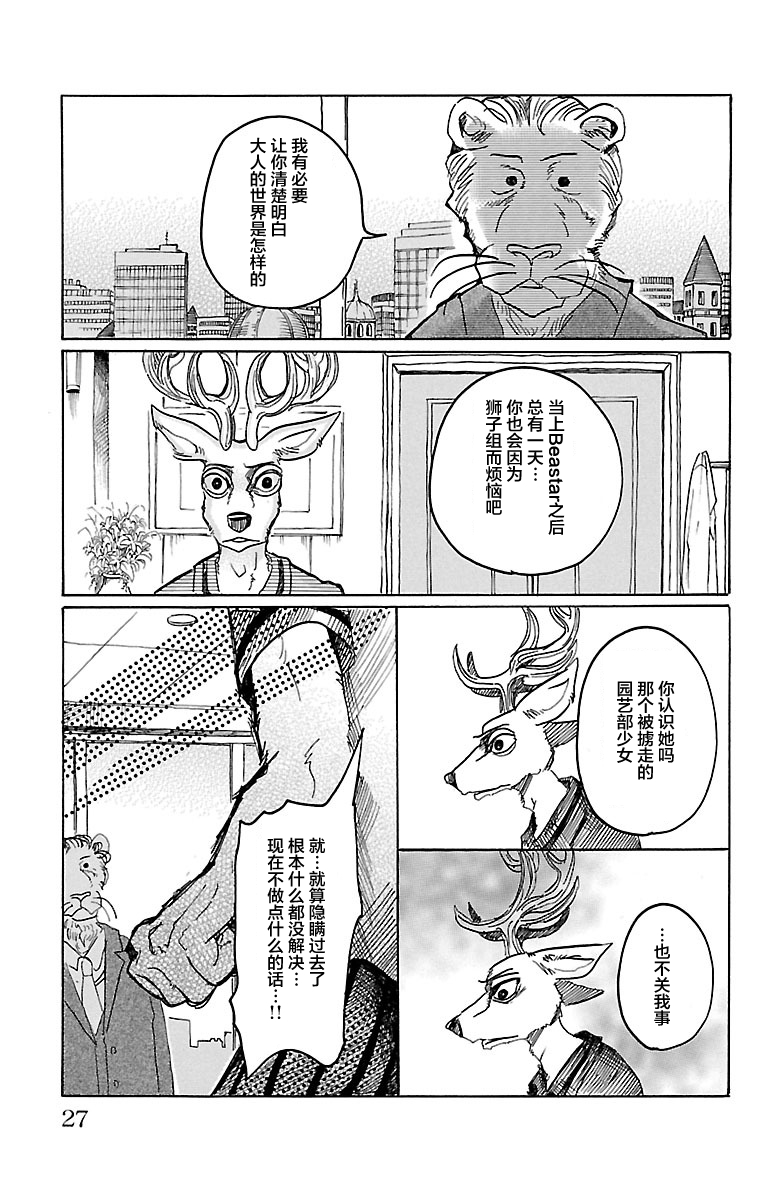 我有必要
让你清楚明白
大人的世界是怎样的
当上Beastar之后
总有一天…
你也会因为
狮子组而烦恼吧
你认识她吗
那个被掳走的
园艺部少女
…也不关我事
就…就算隐瞒过去了
根本什么都没解决…
现在不做点什么的话…!!
27